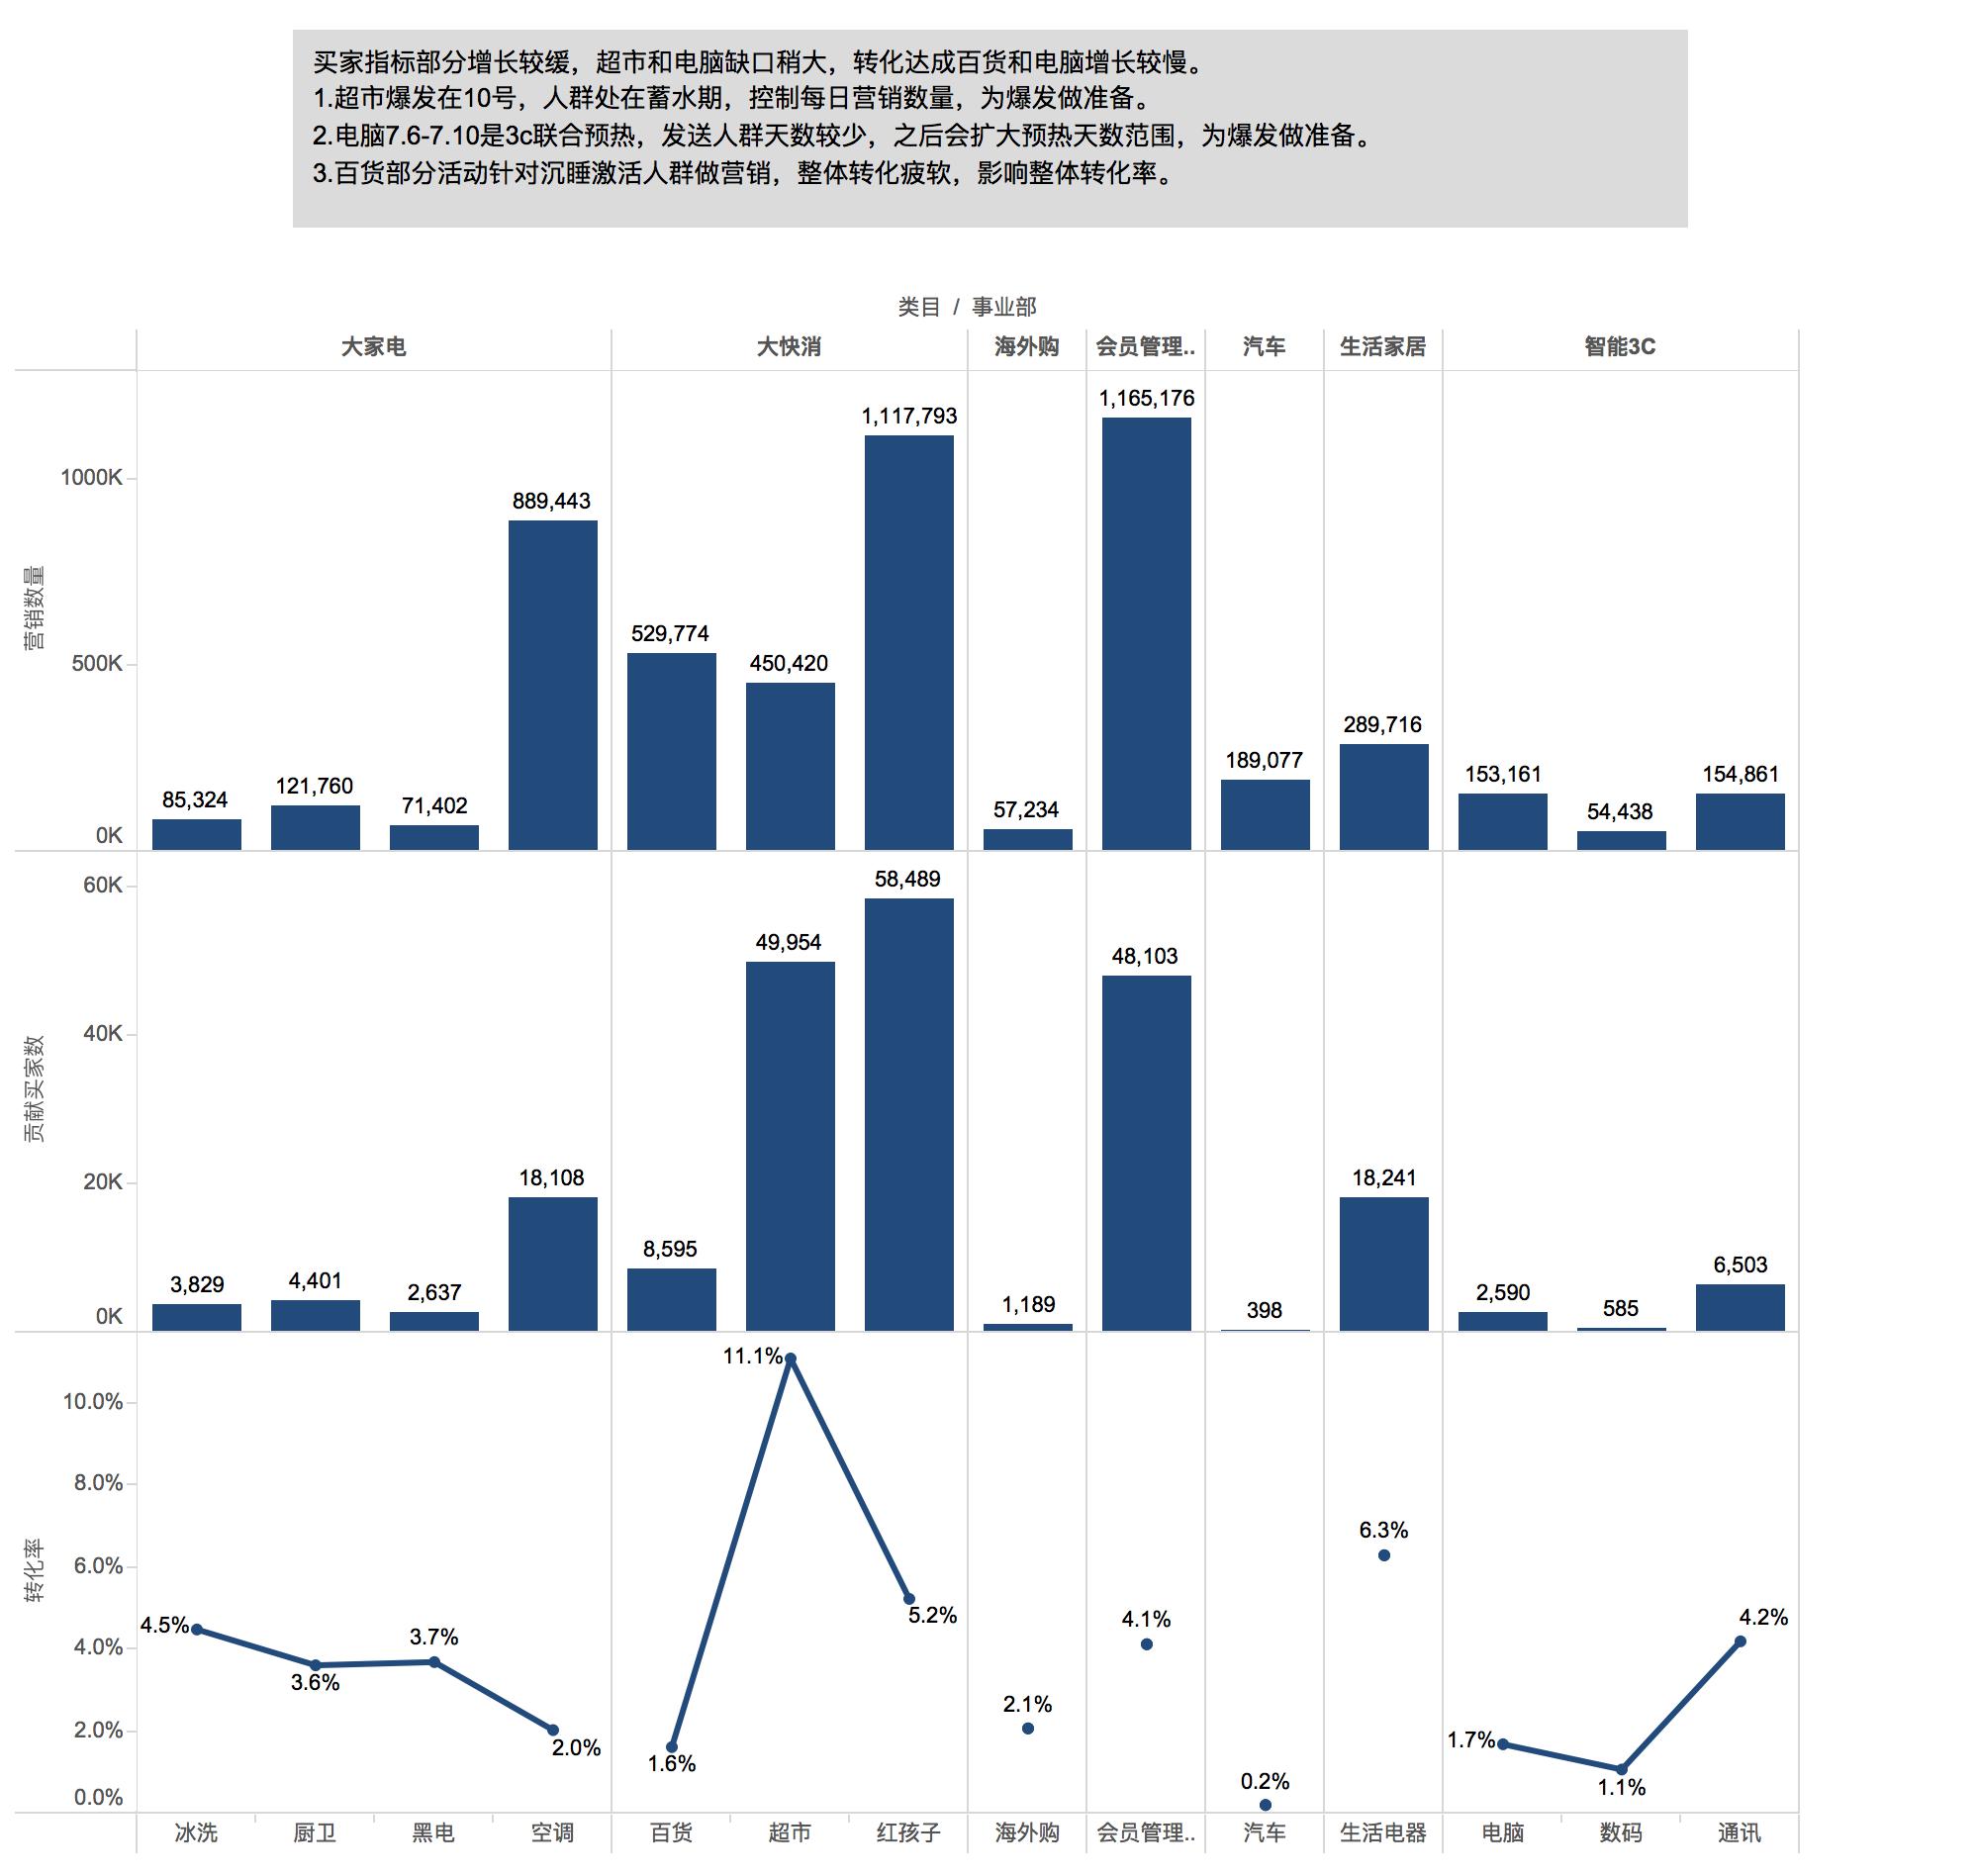 买家指标部分增长较缓，超市和电脑缺口稍大，转化达成百货和电脑增长较慢。
1.超市爆发在10号，人群处在蓄水期，控制每日营销数量，为爆发做准备。
2.电脑7.6-7.10是3c联合预热，发送人群天数较少，之后会扩大预热天数范围，为爆发做准备。
3.百货部分活动针对沉睡激活人群做营销，整体转化疲软，影响整体转化率。
类目 / 事业部
大家电 大快消 海外购 会员管理.. 汽车 生活家居 智能3C
营销数量
1000K
500K
0K
85,324 121,760 71,402 889,443 529,774 450,420 1,117,793 57,234 1,165,176 189,077 289,716 153,161 54,438 154,861
贡献买家数
60K
40K
20K
0K
3,829 4,401 2,637 18,108 8,595 49,954 58,489 1,189 48,103 398 18,241 2,590 585 6,503
转化率
10.0%
8.0%
6.0%
4.0%
2.0%
0.0%
4.5% 3.6% 3.7% 2.0% 1.6% 11.1% 5.2% 2.1% 4.1% 0.2% 6.3% 1.7% 1.1% 4.2%
冰洗 厨卫 黑电 空调 百货 超市 红孩子 海外购 会员管理.. 汽车 生活电器 电脑 数码 通讯